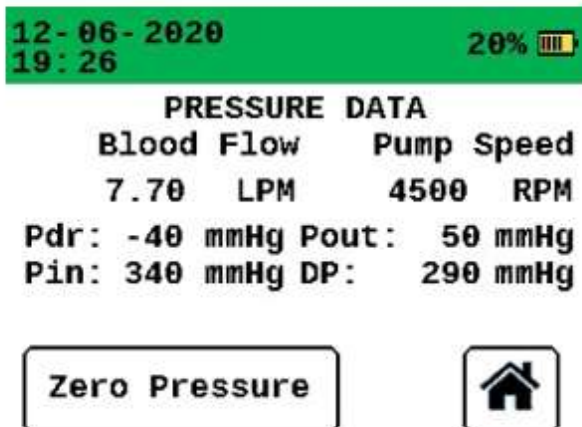 12-06-2020 20%
19:26
PRESSURE DATA
Blood Flow Pump Speed
7.70 LPM 4500 RPM
Pdr: -40 mmHg Pout: 50 mmHg
Pin: 340 mmHg DP: 290 mmHg
Zero Pressure